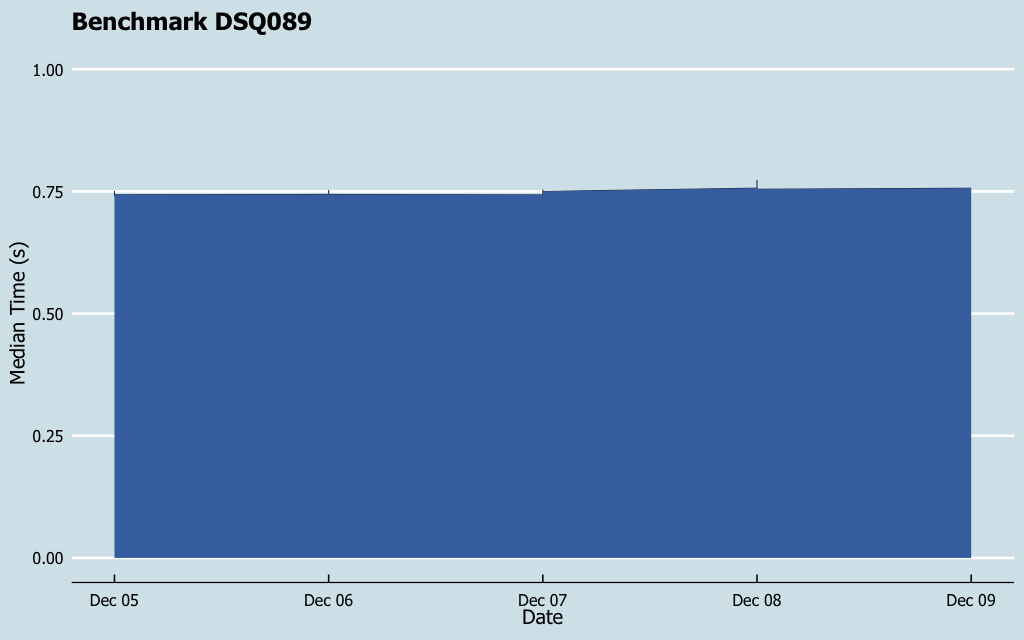 Benchmark DSQ089
1.00
0.75
0.50
0.25
0.00
Median Time (s)
Dec 05
Dec 06
Dec 07
Dec 08
Dec 09
Date